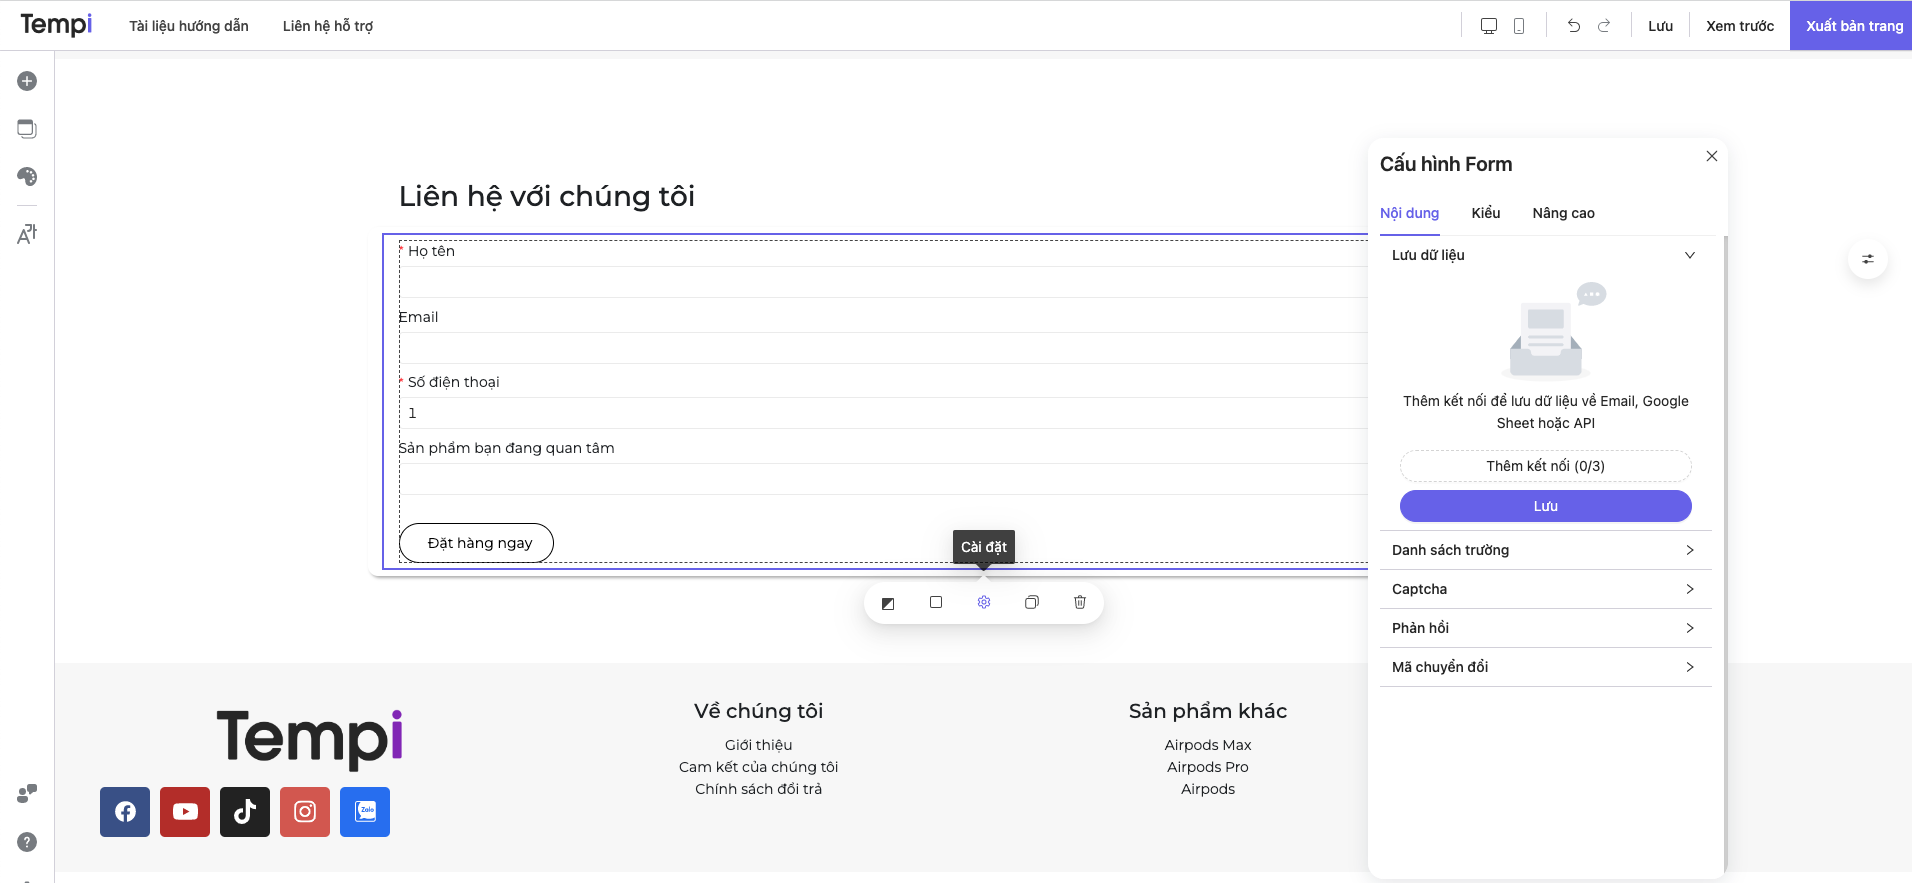 Tempi
Tài liệu hướng dẫn
Liên hệ hỗ trợ
Lưu
Xem trước
Xuất bản trang
Liên hệ với chúng tôi
* Họ tên
Email
* Số điện thoại
1
Sản phẩm bạn đang quan tâm
Đặt hàng ngay
Cài đặt
Cấu hình Form
Nội dung
Kiểu
Nâng cao
Lưu dữ liệu
Thêm kết nối để lưu dữ liệu về Email, Google
Sheet hoặc API
Thêm kết nối (0/3)
Lưu
Danh sách trường
Captcha
Phản hồi
Mã chuyển đổi
Tempi
Zalo
Về chúng tôi
Giới thiệu
Cam kết của chúng tôi
Chính sách đổi trả
Sản phẩm khác
Airpods Max
Airpods Pro
Airpods